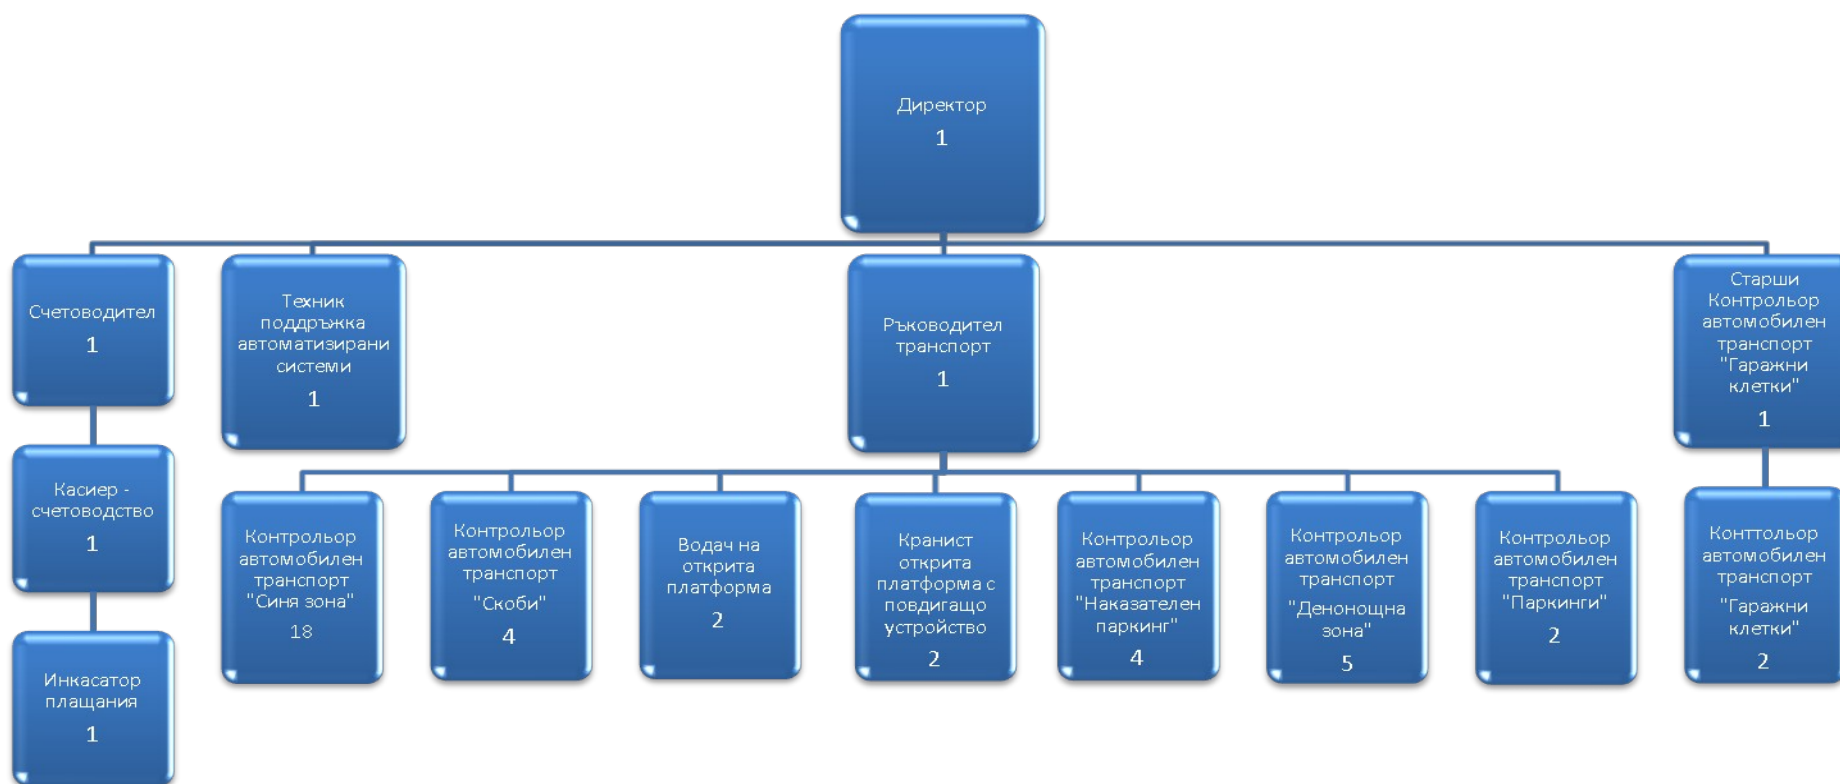 Директор
1
Счетоводител
1
Техник
поддръжка
автоматизирани
системи
1
Ръководител
транспорт
1
Старши
Контрольор
автомобилен
транспорт
"Гаражни
клетки"
1
Касиер -
счетоводство
1
Инкасатор
плащания
1
Контрольор
автомобилен
транспорт
"Синя зона"
18
Контрольор
автомобилен
транспорт
"Скоби"
4
Водач на
открита
платформа
2
Кранист
открита
платформа с
повдигащо
устройство
2
Контрольор
автомобилен
транспорт
"Наказателен
паркинг"
4
Контрольор
автомобилен
транспорт
"Денонощна
зона"
5
Контрольор
автомобилен
транспорт
"Паркинги"
2
Конттольор
автомобилен
транспорт
"Гаражни
клетки"
2